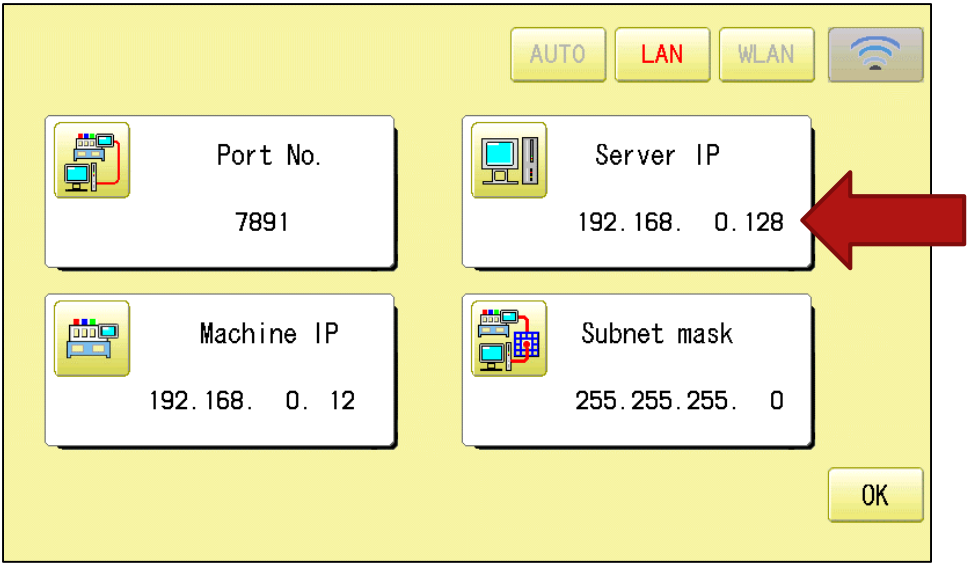 AUTO LAN WLAN
Port No.
7891
Server IP
192.168.  0.128
Machine IP
192.168.  0. 12
Subnet mask
255.255.255.  0
OK